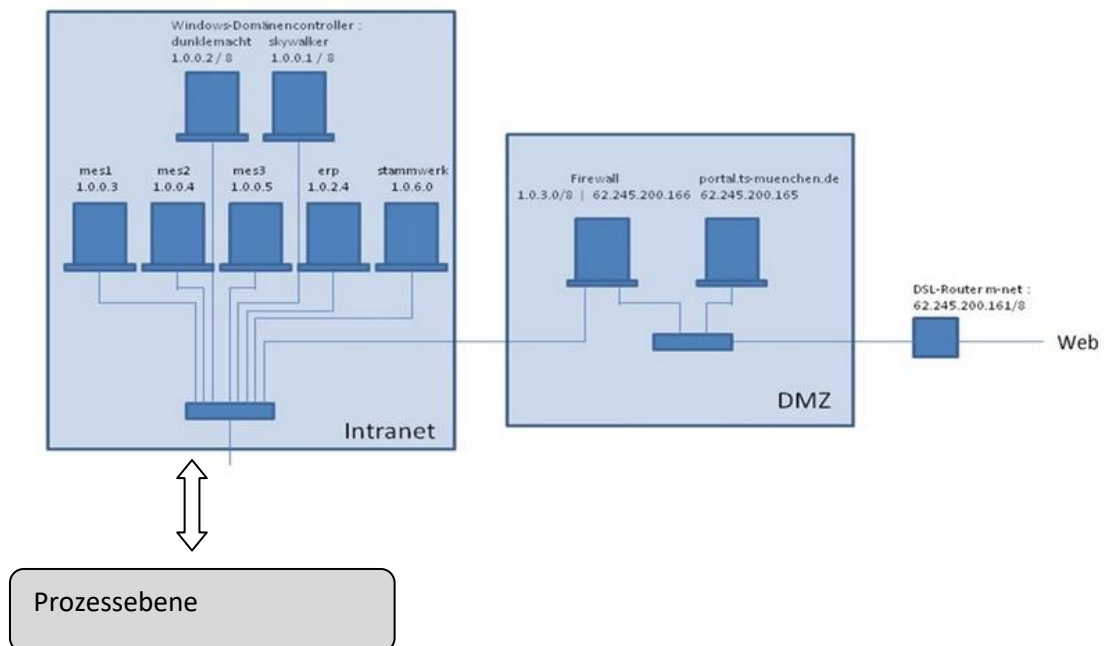 Windows-Domänencontroller :
dunklemacht skywalker
1.0.0.2 / 8 1.0.0.1 / 8
mes1 mes2 mes3 erp stammwerk
1.0.0.3 1.0.0.4 1.0.0.5 1.0.2.4 1.0.6.0
Intranet
Firewall portal.ts-muenchen.de
1.0.3.0/8 | 62.245.200.166 62.245.200.165
DMZ
DSL-Router m-net :
62.245.200.161/8
Web
Prozessebene